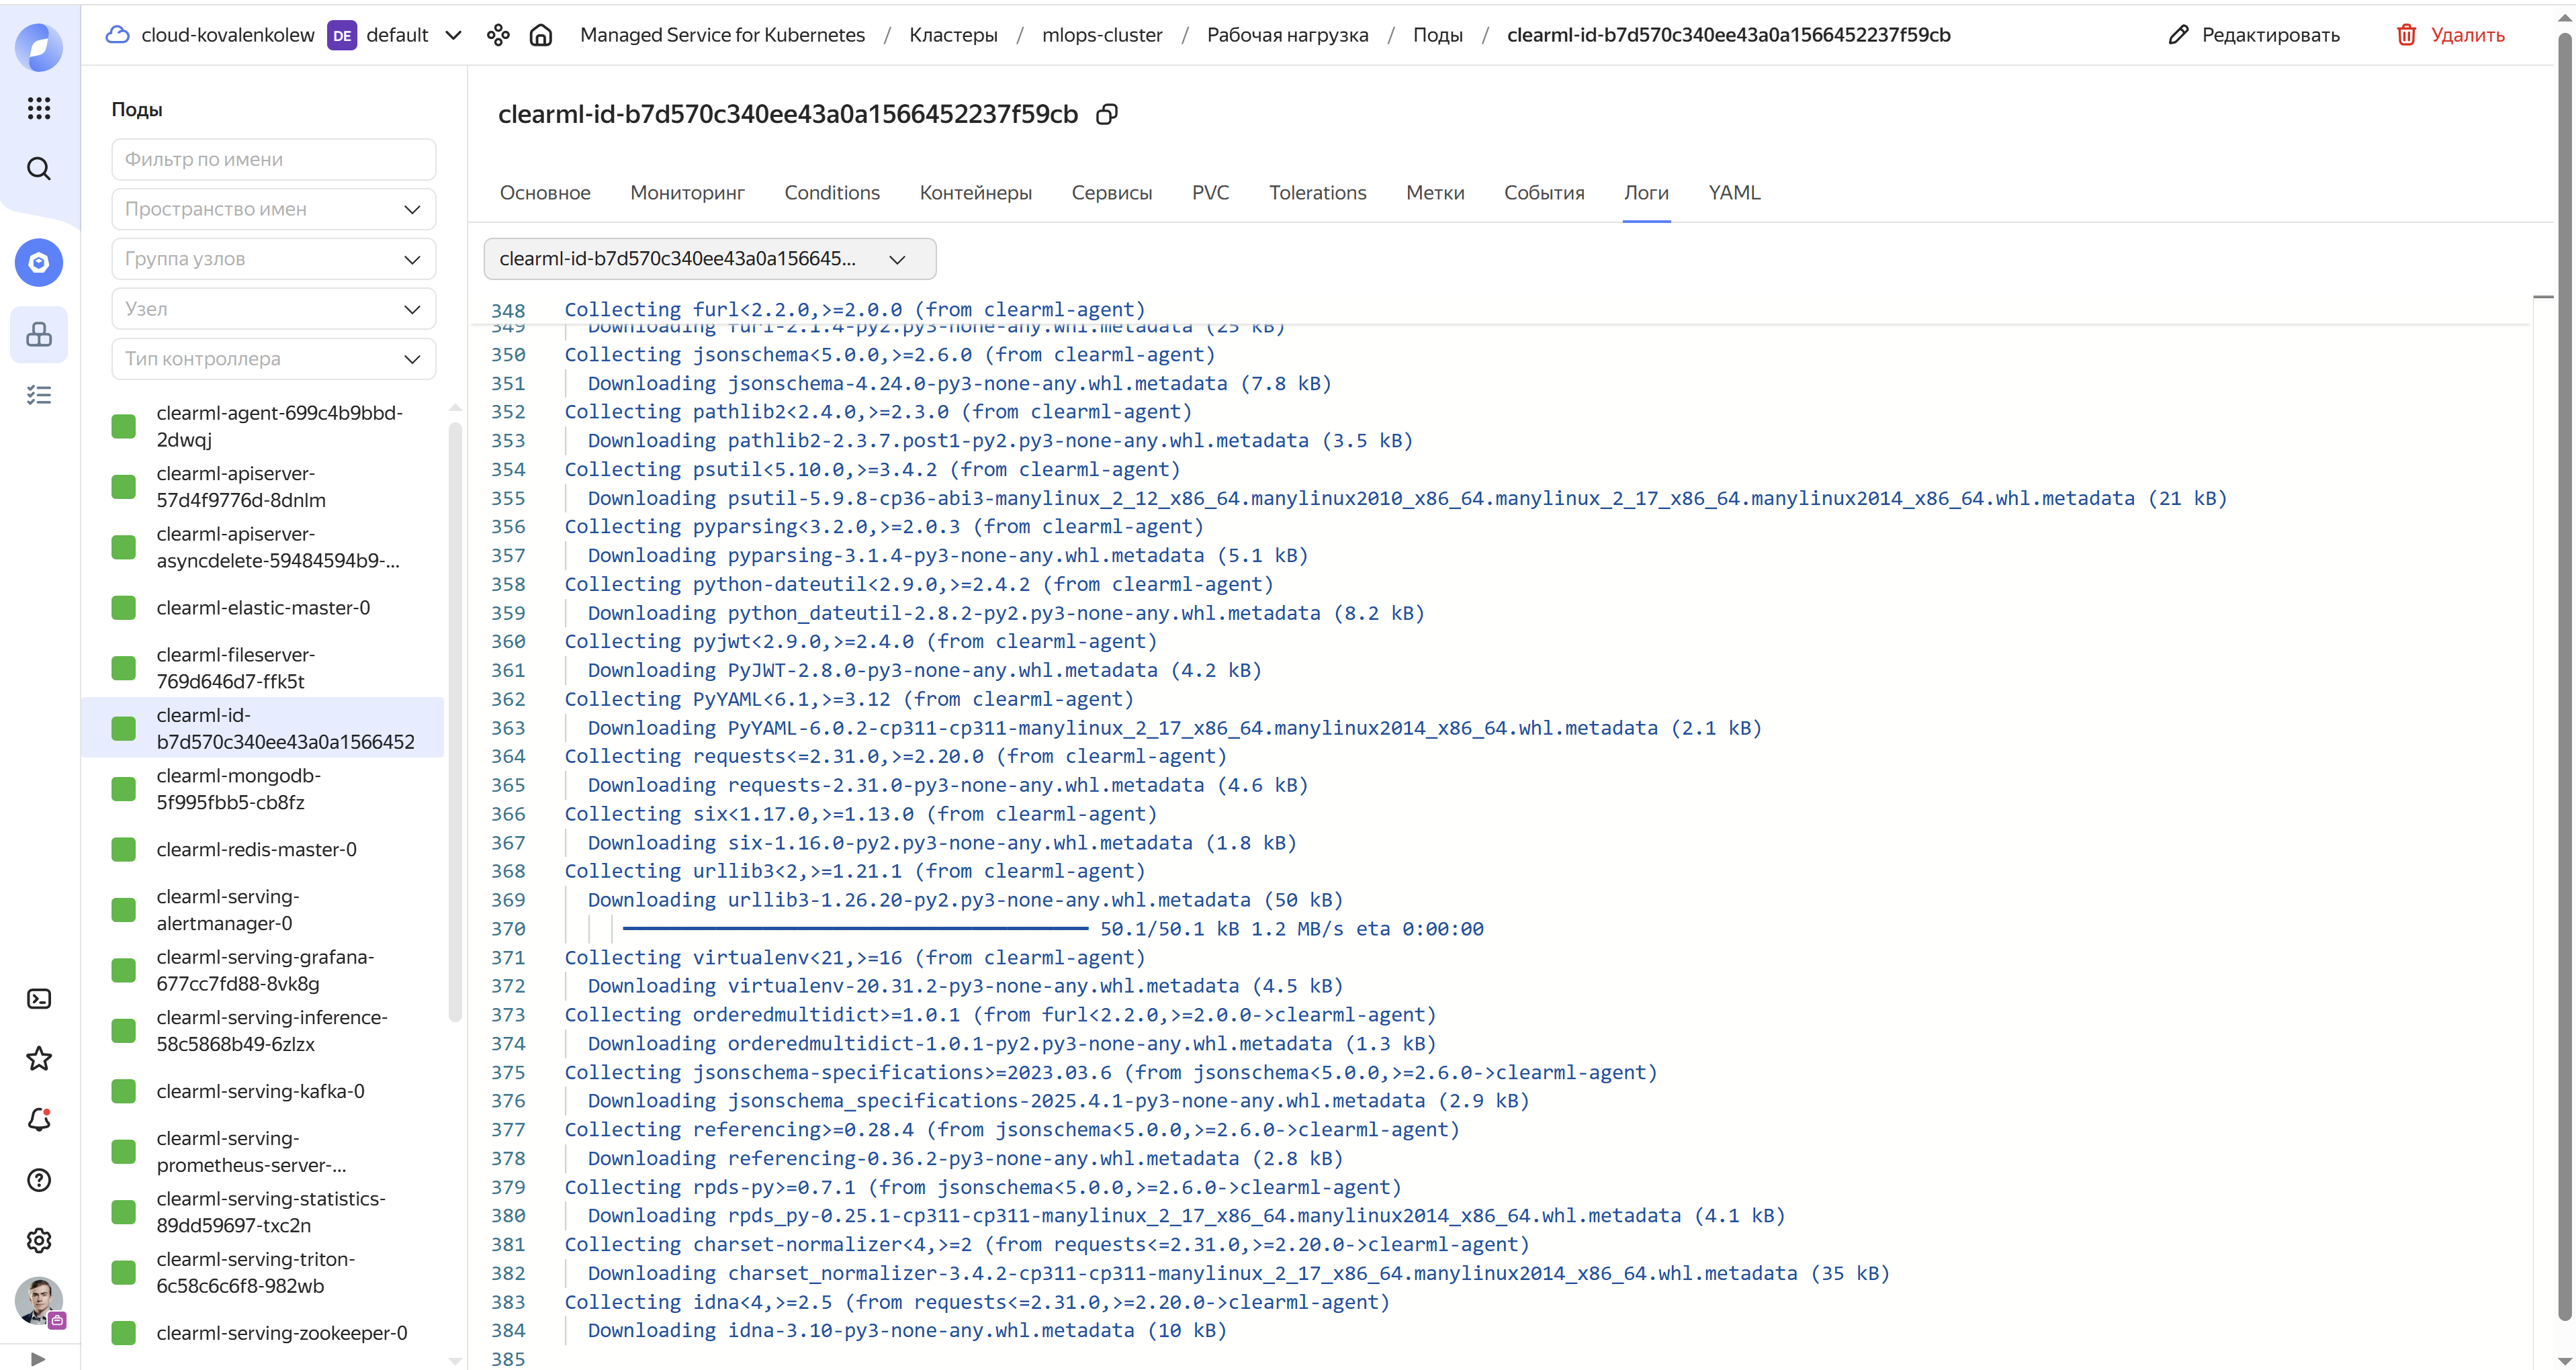 cloud-kovalenkolew DE default Managed Service for Kubernetes / Кластеры / mlops-cluster / Рабочая нагрузка / Поды / clearml-id-b7d570c340ee43a0a1566452237f59cb Редактировать Удалить
Поды
Фильтр по имени
Пространство имен
Группа узлов
Узел
Тип контроллера
clearml-agent-699c4b9bbd-
2dwqj
clearml-apiserver-
57d4f9776d-8dnlm
clearml-apiserver-
asyncdelete-59484594b9-...
clearml-elastic-master-0
clearml-fileserver-
769d646d7-ffk5t
clearml-id-
b7d570c340ee43a0a1566452
clearml-mongodb-
5f995fbb5-cb8fz
clearml-redis-master-0
clearml-serving-
alertmanager-0
clearml-serving-grafana-
677cc7fd88-8vk8g
clearml-serving-inference-
58c5868b49-6zlzx
clearml-serving-kafka-0
clearml-serving-
prometheus-server-...
clearml-serving-statistics-
89dd59697-txc2n
clearml-serving-triton-
6c58c6c6f8-982wb
clearml-serving-zookeeper-0
clearml-id-b7d570c340ee43a0a1566452237f59cb
Основное Мониторинг Conditions Контейнеры Сервисы PVC Tolerations Метки События Логи YAML
clearml-id-b7d570c340ee43a0a156645...
348 Collecting furl<2.2.0,>=2.0.0 (from clearml-agent)
349 Downloading furl-2.1.4-py2.py3-none-any.whl.metadata (25 kB)
350 Collecting jsonschema<5.0.0,>=2.6.0 (from clearml-agent)
351 Downloading jsonschema-4.24.0-py3-none-any.whl.metadata (7.8 kB)
352 Collecting pathlib2<2.4.0,>=2.3.0 (from clearml-agent)
353 Downloading pathlib2-2.3.7.post1-py2.py3-none-any.whl.metadata (3.5 kB)
354 Collecting psutil<5.10.0,>=3.4.2 (from clearml-agent)
355 Downloading psutil-5.9.8-cp36-abi3-manylinux_2_12_x86_64.manylinux2010_x86_64.manylinux_2_17_x86_64.manylinux2014_x86_64.whl.metadata (21 kB)
356 Collecting pyparsing<3.2.0,>=2.0.3 (from clearml-agent)
357 Downloading pyparsing-3.1.4-py3-none-any.whl.metadata (5.1 kB)
358 Collecting python-dateutil<2.9.0,>=2.4.2 (from clearml-agent)
359 Downloading python_dateutil-2.8.2-py2.py3-none-any.whl.metadata (8.2 kB)
360 Collecting pyjwt<2.9.0,>=2.4.0 (from clearml-agent)
361 Downloading PyJWT-2.8.0-py3-none-any.whl.metadata (4.2 kB)
362 Collecting PyYAML<6.1,>=3.12 (from clearml-agent)
363 Downloading PyYAML-6.0.2-cp311-cp311-manylinux_2_17_x86_64.manylinux2014_x86_64.whl.metadata (2.1 kB)
364 Collecting requests<=2.31.0,>=2.20.0 (from clearml-agent)
365 Downloading requests-2.31.0-py3-none-any.whl.metadata (4.6 kB)
366 Collecting six<1.17.0,>=1.13.0 (from clearml-agent)
367 Downloading six-1.16.0-py2.py3-none-any.whl.metadata (1.8 kB)
368 Collecting urllib3<2,>=1.21.1 (from clearml-agent)
369 Downloading urllib3-1.26.20-py2.py3-none-any.whl.metadata (50 kB)
370 50.1/50.1 kB 1.2 MB/s eta 0:00:00
371 Collecting virtualenv<21,>=16 (from clearml-agent)
372 Downloading virtualenv-20.31.2-py3-none-any.whl.metadata (4.5 kB)
373 Collecting orderedmultidict>=1.0.1 (from furl<2.2.0,>=2.0.0->clearml-agent)
374 Downloading orderedmultidict-1.0.1-py2.py3-none-any.whl.metadata (1.3 kB)
375 Collecting jsonschema-specifications>=2023.03.6 (from jsonschema<5.0.0,>=2.6.0->clearml-agent)
376 Downloading jsonschema_specifications-2025.4.1-py3-none-any.whl.metadata (2.9 kB)
377 Collecting referencing>=0.28.4 (from jsonschema<5.0.0,>=2.6.0->clearml-agent)
378 Downloading referencing-0.36.2-py3-none-any.whl.metadata (2.8 kB)
379 Collecting rpds-py>=0.7.1 (from jsonschema<5.0.0,>=2.6.0->clearml-agent)
380 Downloading rpds_py-0.25.1-cp311-cp311-manylinux_2_17_x86_64.manylinux2014_x86_64.whl.metadata (4.1 kB)
381 Collecting charset-normalizer<4,>=2 (from requests<=2.31.0,>=2.20.0->clearml-agent)
382 Downloading charset_normalizer-3.4.2-cp311-cp311-manylinux_2_17_x86_64.manylinux2014_x86_64.whl.metadata (35 kB)
383 Collecting idna<4,>=2.5 (from requests<=2.31.0,>=2.20.0->clearml-agent)
384 Downloading idna-3.10-py3-none-any.whl.metadata (10 kB)
385